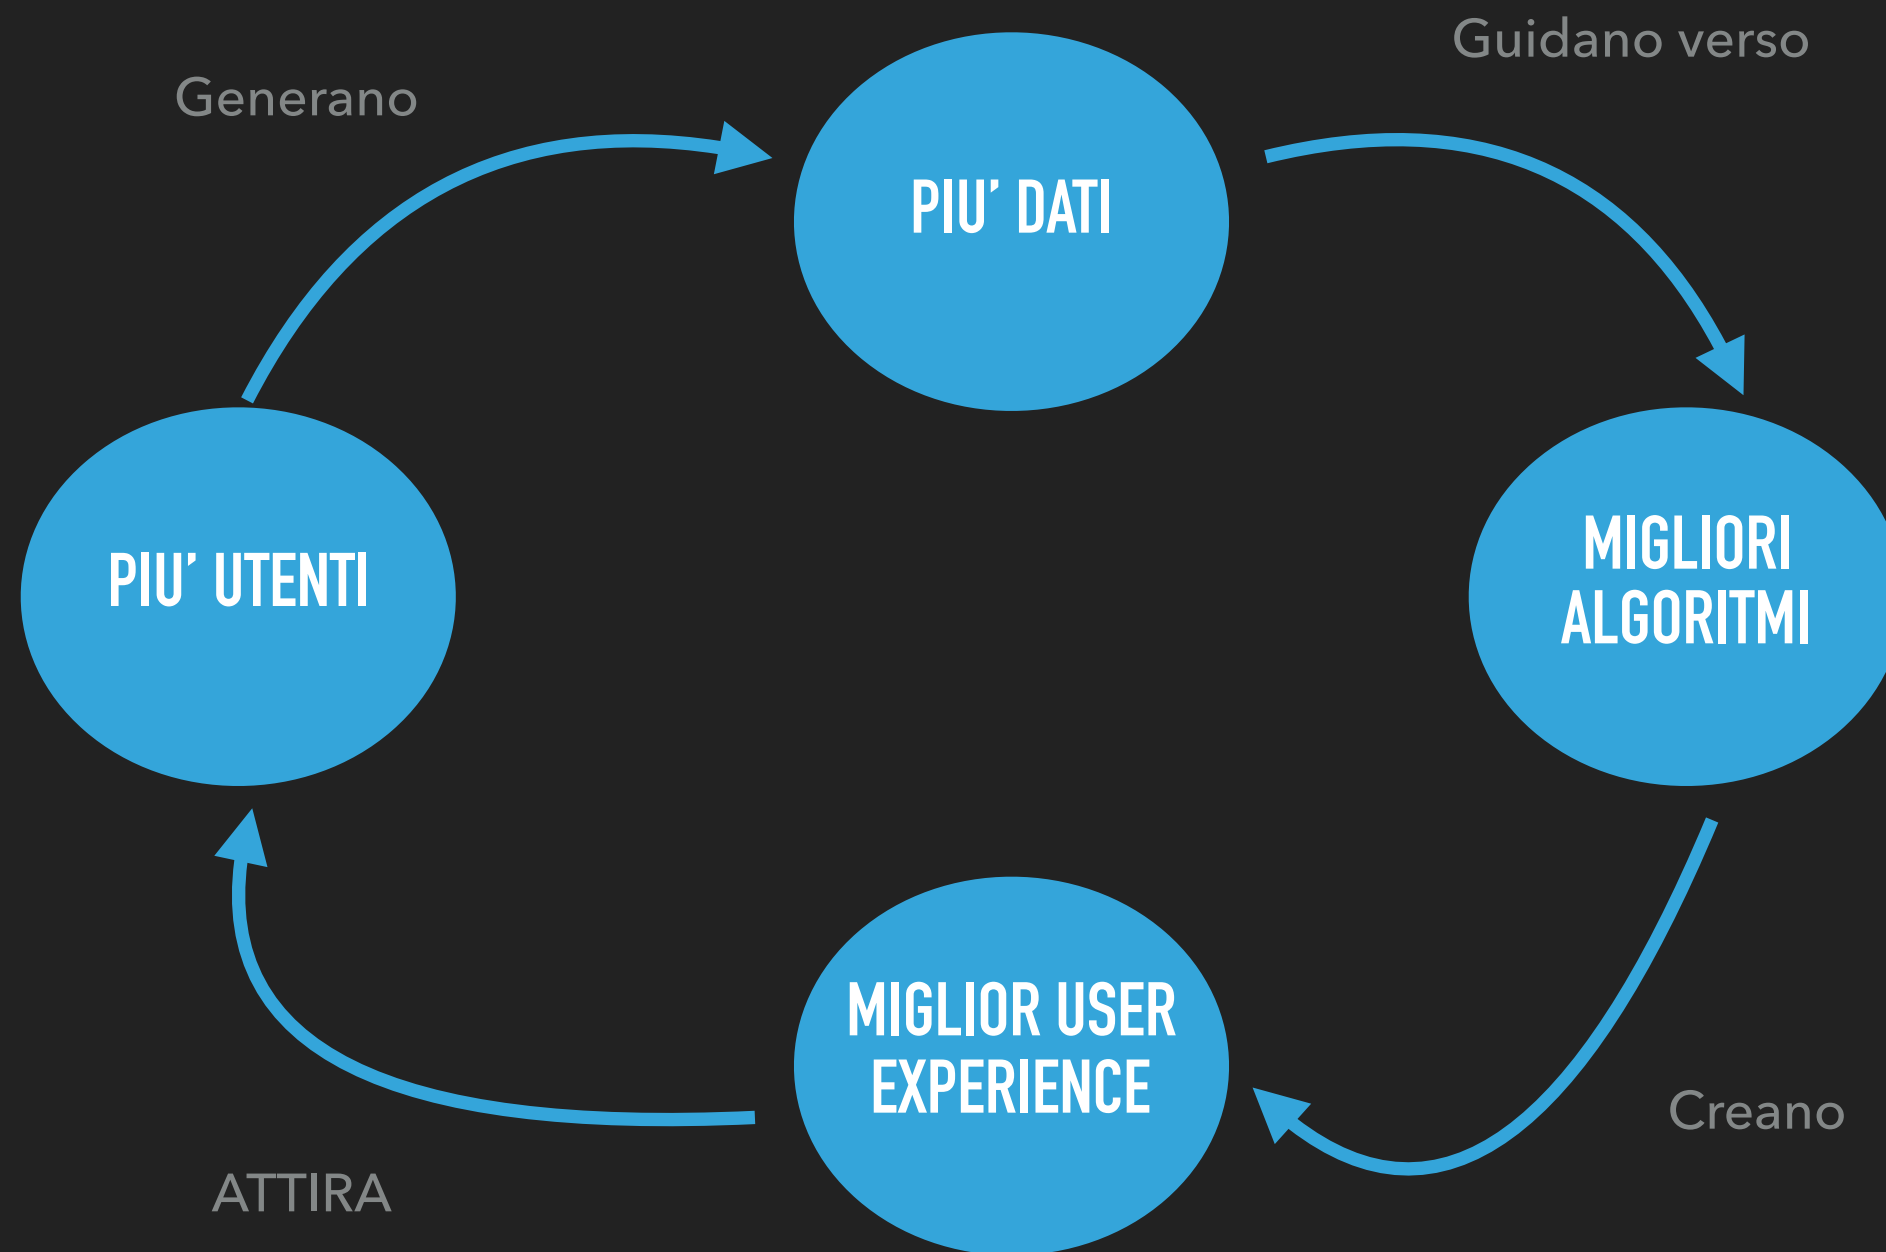 Guidano verso
Generano
PIU' DATI
PIU' UTENTI
MIGLIORI
ALGORITMI
MIGLIOR USER
EXPERIENCE
Creano
ATTIRA